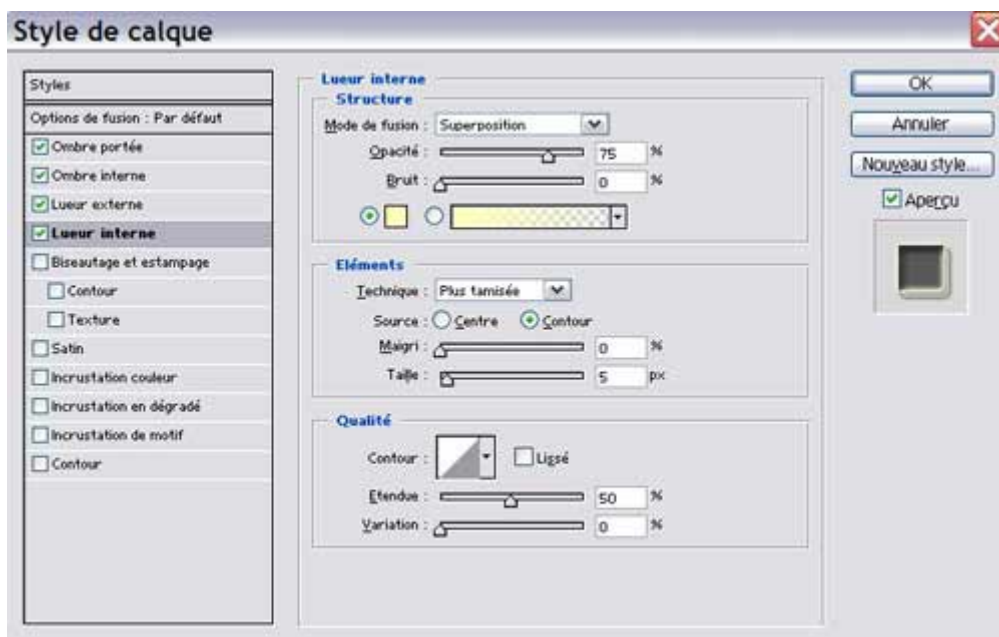 Style de calque
Styles
Options de fusion : Par défaut
Ombre portée
Ombre interne
Lueur externe
Lueur interne
Biseautage et estampage
Contour
Texture
Satin
Incrustation couleur
Incrustation en dégradé
Incrustation de motif
Contour
Lueur interne
Structure
Mode de fusion : Superposition
Opacité : 75 %
Bruit : 0 %
Eléments
Technique : Plus tamisée
Source : Centre Contour
Maigri : 0 %
Taille : 5 px
Qualité
Contour : Lissé
Etendue : 50 %
Variation : 0 %
OK
Annuler
Nouveau style...
Aperçu